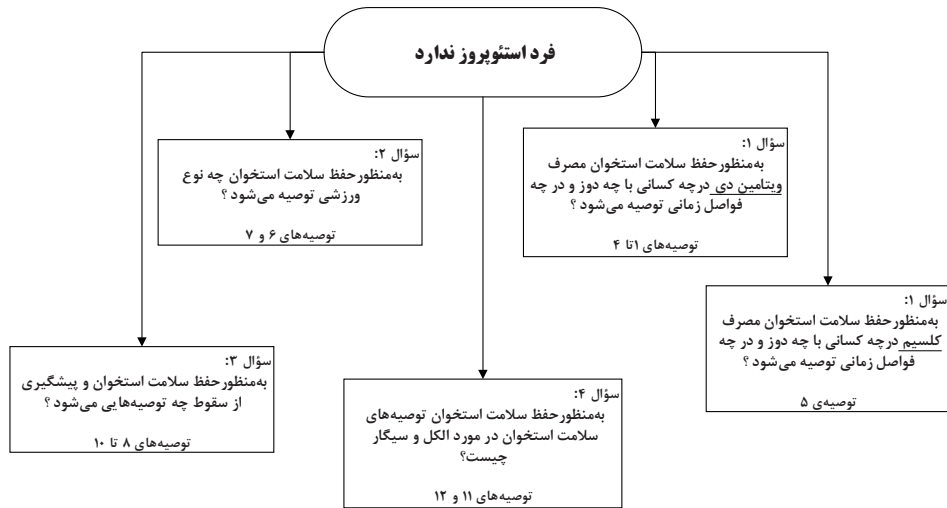 فرد استئوپروز ندارد
سؤال ۱:
به‌منظورحفظ سلامت استخوان مصرف
ویتامین دی درچه کسانی با چه دوز و در چه
فواصل زمانی توصیه می‌شود ؟
توصیه‌های ۱تا ۴
سؤال ۲:
به‌منظورحفظ سلامت استخوان چه نوع
ورزشی توصیه می‌شود ؟
توصیه‌های ۶ و ۷
سؤال ۱:
به‌منظورحفظ سلامت استخوان مصرف
کلسیم درچه کسانی با چه دوز و در چه
فواصل زمانی توصیه می‌شود ؟
توصیه‌ی ۵
سؤال ۳:
به‌منظورحفظ سلامت استخوان و پیشگیری
از سقوط چه توصیه‌هایی می‌شود ؟
توصیه‌های ۸ تا ۱۰
سؤال ۴:
به‌منظورحفظ سلامت استخوان توصیه‌های
سلامت استخوان در مورد الکل و سیگار
چیست؟
توصیه‌های ۱۱ و ۱۲